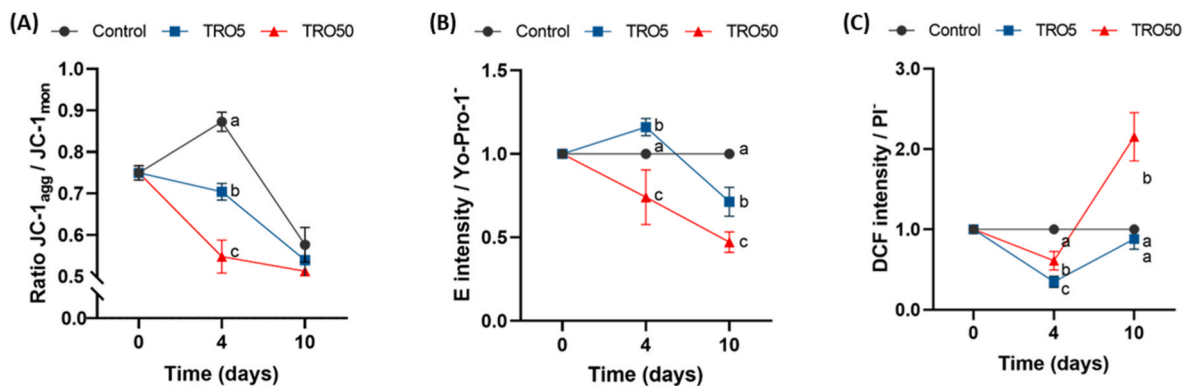 (A)
Control TRO5 TRO50
Ratio JC-1agg / JC-1mon
1.0
0.9
0.8
0.7
0.6
0.5
0.0
a
b
c
0 4 10
Time (days)
(B)
Control TRO5 TRO50
E intensity / Yo-Pro-1⁻
1.5
1.0
0.5
0.0
b
a a
c b
c
0 4 10
Time (days)
(C)
Control TRO5 TRO50
DCF intensity / PI⁻
3.0
2.0
1.0
0.0
b
a a
b a
c
0 4 10
Time (days)